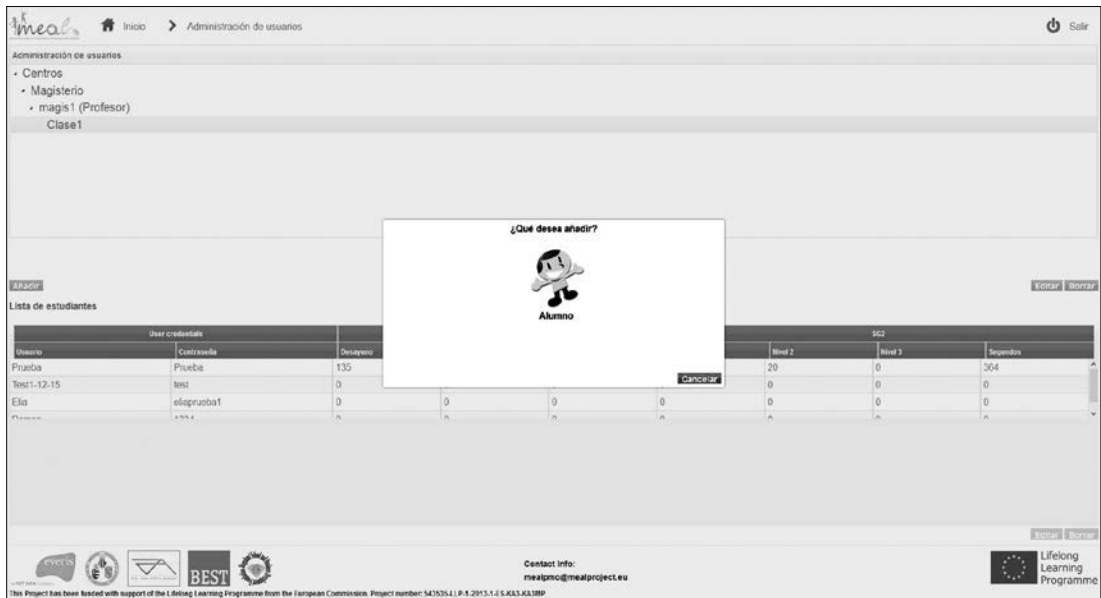 meals Inicio Administración de usuarios Salir
Administración de usuarios
Centros
Magisterio
magis1 (Profesor)
Clase1
¿Qué desea añadir?
Alumno
Cancelar
Añadir Editar Borrar
Lista de estudiantes
User credentials SG2
Usuario Contraseña Desayuno Nivel 2 Nivel 3 Segundos
Prueba Prueba 135 20 0 364
Test1-12-15 test 0 0 0 0
Elia eliaprueba1 0 0 0 0 0 0 0
Editar Borrar
everis
BEST
Contact info:
mealpmc@mealproject.eu
Lifelong
Learning
Programme
This Project has been funded with support of the Lifelong Learning Programme from the European Commission. Project number: 543535-LLP-1-2013-1-ES-KA3-KA3MP